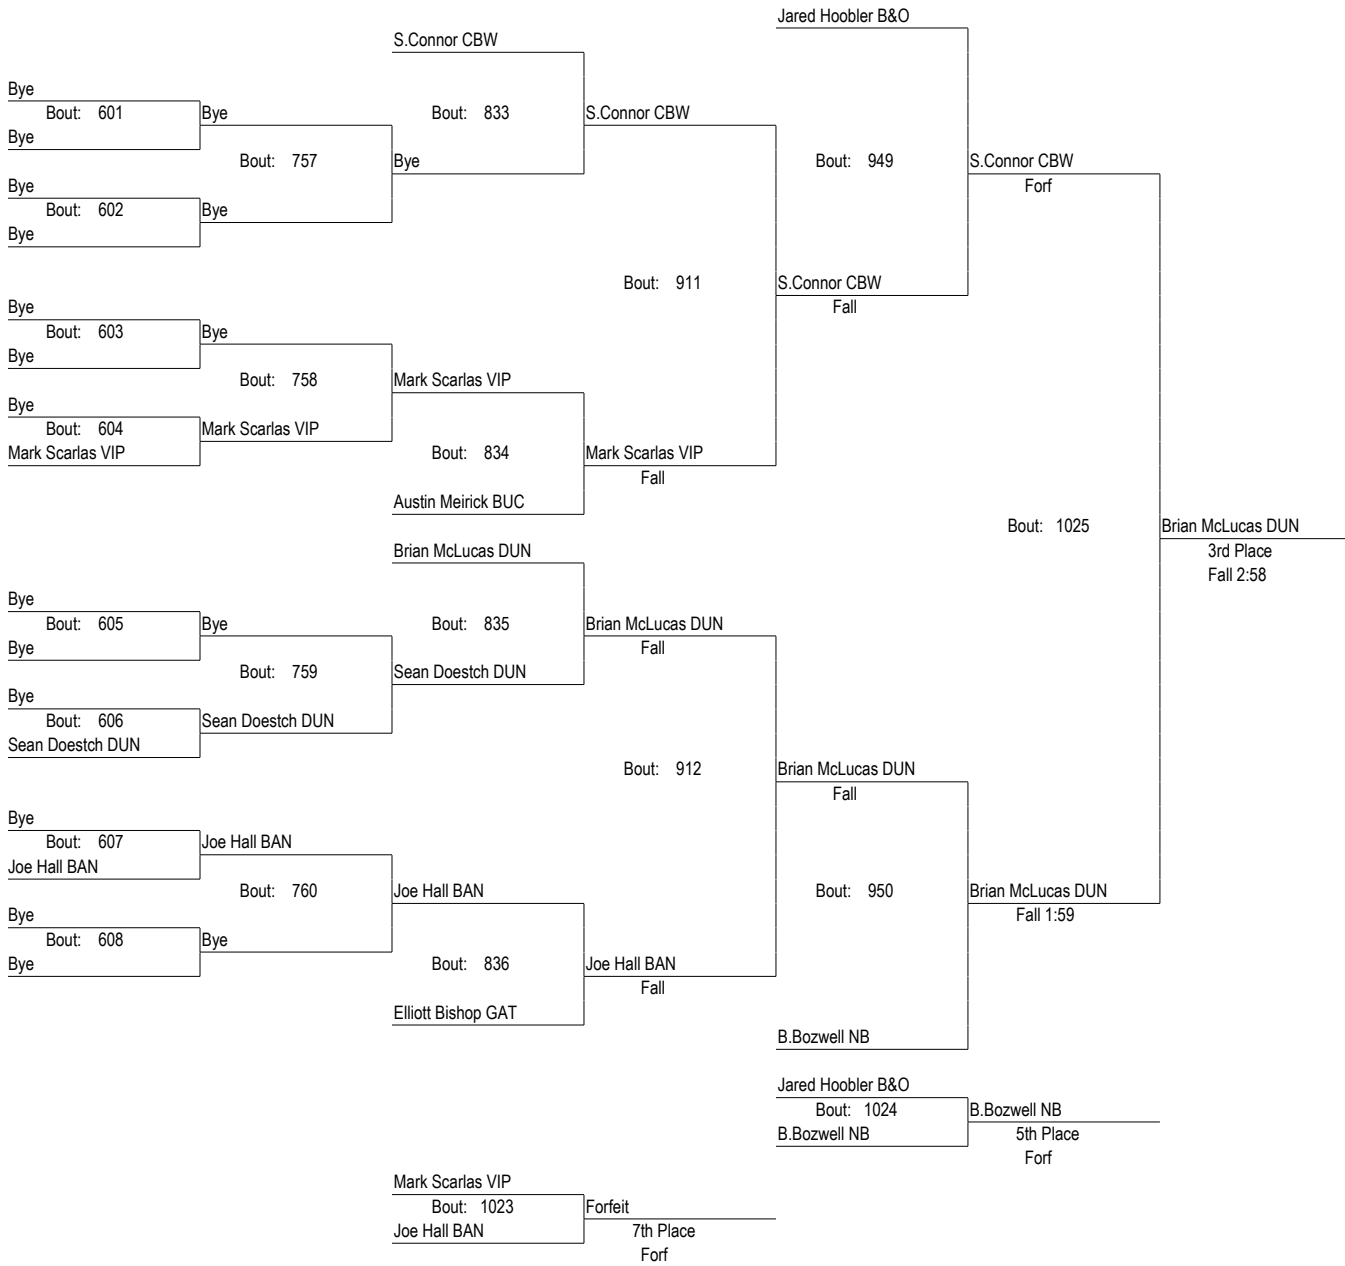 Jared Hoobler B&O
S.Connor CBW
Bye
Bout: 601
Bye
Bout: 833
S.Connor CBW
Bye
Bout: 757
Bye
Bout: 949
S.Connor CBW
Bye
Forf
Bout: 602
Bye
Bye
Bout: 911
S.Connor CBW
Bye
Fall
Bout: 603
Bye
Bye
Bout: 758
Mark Scarlas VIP
Bye
Bout: 604
Mark Scarlas VIP
Mark Scarlas VIP
Bout: 834
Mark Scarlas VIP
Fall
Austin Meirick BUC
Bout: 1025
Brian McLucas DUN
Brian McLucas DUN
3rd Place
Fall 2:58
Bye
Bout: 605
Bye
Bout: 835
Brian McLucas DUN
Bye
Fall
Bout: 759
Sean Doestch DUN
Bye
Bout: 606
Sean Doestch DUN
Sean Doestch DUN
Bout: 912
Brian McLucas DUN
Fall
Bye
Bout: 607
Joe Hall BAN
Joe Hall BAN
Bout: 760
Joe Hall BAN
Bout: 950
Brian McLucas DUN
Bye
Fall 1:59
Bout: 608
Bye
Bye
Bout: 836
Joe Hall BAN
Fall
Elliott Bishop GAT
B.Bozwell NB
Jared Hoobler B&O
Bout: 1024
B.Bozwell NB
B.Bozwell NB
5th Place
Forf
Mark Scarlas VIP
Bout: 1023
Forfeit
Joe Hall BAN
7th Place
Forf